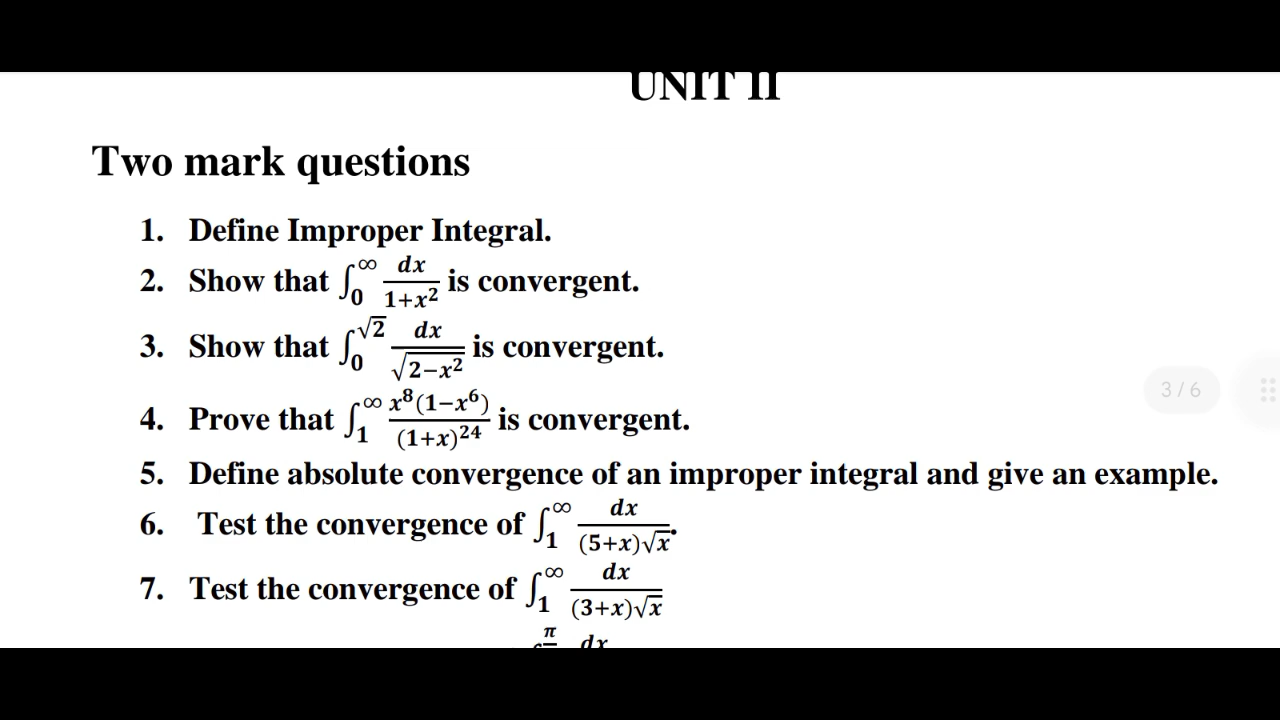 UNIT II
Two mark questions
1. Define Improper Integral.
2. Show that ∫₀^∞ dx/(1+x²) is convergent.
3. Show that ∫₀^√2 dx/√(2−x²) is convergent.
4. Prove that ∫₁^∞ x⁸(1−x⁶)/(1+x)²⁴ is convergent.
3 / 6
5. Define absolute convergence of an improper integral and give an example.
6. Test the convergence of ∫₁^∞ dx/((5+x)√x).
7. Test the convergence of ∫₁^∞ dx/((3+x)√x)
π dx